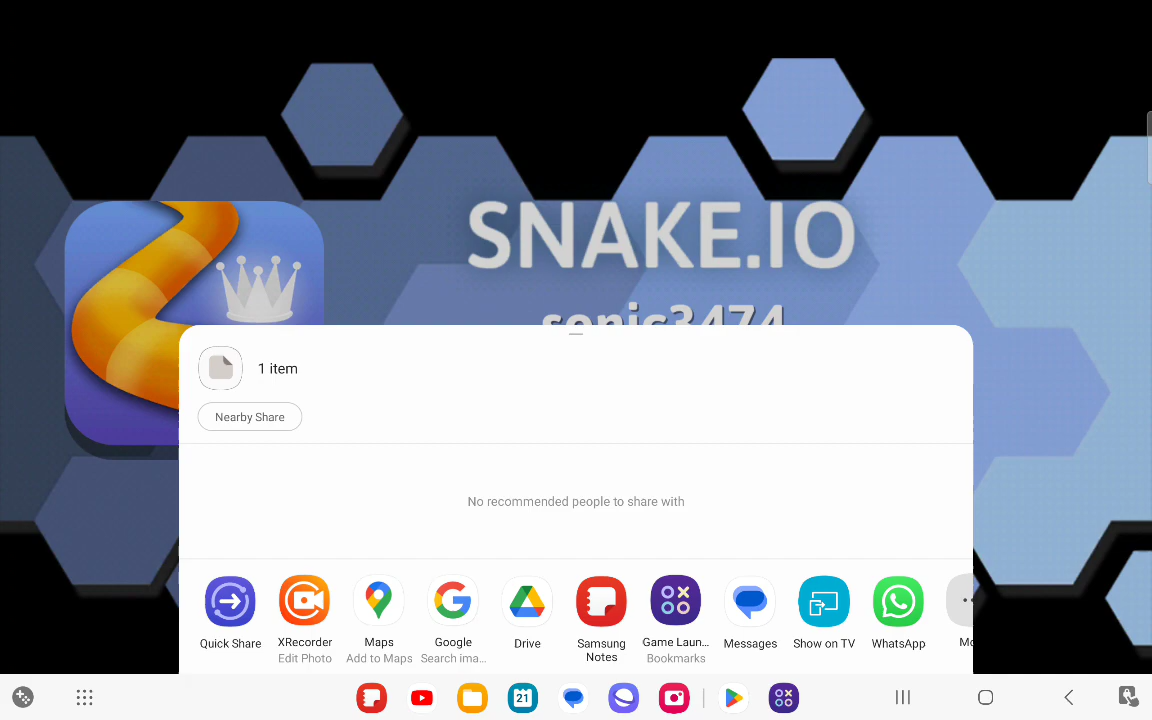 SNAKE.IO
sonic3474
1 item
Nearby Share
No recommended people to share with
Quick Share
XRecorder
Edit Photo
Maps
Add to Maps
Google
Search ima...
Drive
Samsung
Notes
Game Laun...
Bookmarks
Messages
Show on TV
WhatsApp
21